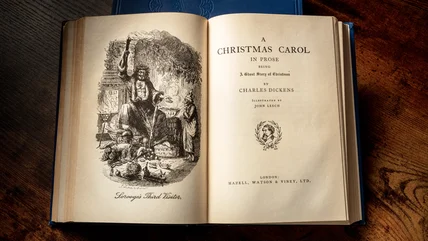 Scrooge's Third Visitor.
A
CHRISTMAS CAROL
IN PROSE
BEING
A Ghost Story of Christmas
BY
CHARLES DICKENS
ILLUSTRATED BY
JOHN LEECH
LONDON:
HAZELL, WATSON & VINEY, LTD.